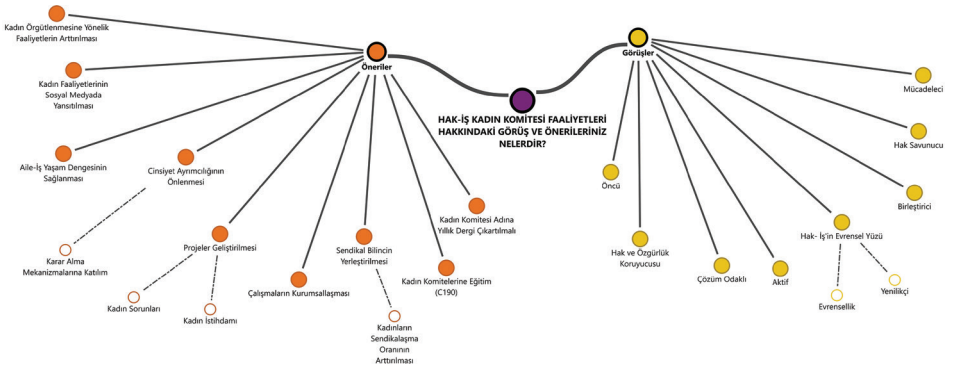 Kadın Örgütlenmesine Yönelik
Faaliyetlerin Arttırılması
Öneriler
Kadın Faaliyetlerinin
Sosyal Medyada
Yansıtılması
Aile-İş Yaşam Dengesinin
Sağlanması
Cinsiyet Ayrımcılığının
Önlenmesi
Karar Alma
Mekanizmalarına Katılım
Projeler Geliştirilmesi
Kadın Sorunları
Kadın İstihdamı
Çalışmaların Kurumsallaşması
Sendikal Bilincin
Yerleştirilmesi
Kadınların
Sendikalaşma
Oranının
Arttırılması
Kadın Komitelerine Eğitim
(C190)
Kadın Komitesi Adına
Yıllık Dergi Çıkartılmalı
HAK-İŞ KADIN KOMİTESİ FAALİYETLERİ
HAKKINDAKİ GÖRÜŞ VE ÖNERİLERİNİZ
NELERDİR?
Görüşler
Öncü
Hak ve Özgürlük
Koruyucusu
Çözüm Odaklı
Aktif
Hak- İş'in Evrensel Yüzü
Evrensellik
Yenilikçi
Birleştirici
Hak Savunucu
Mücadeleci